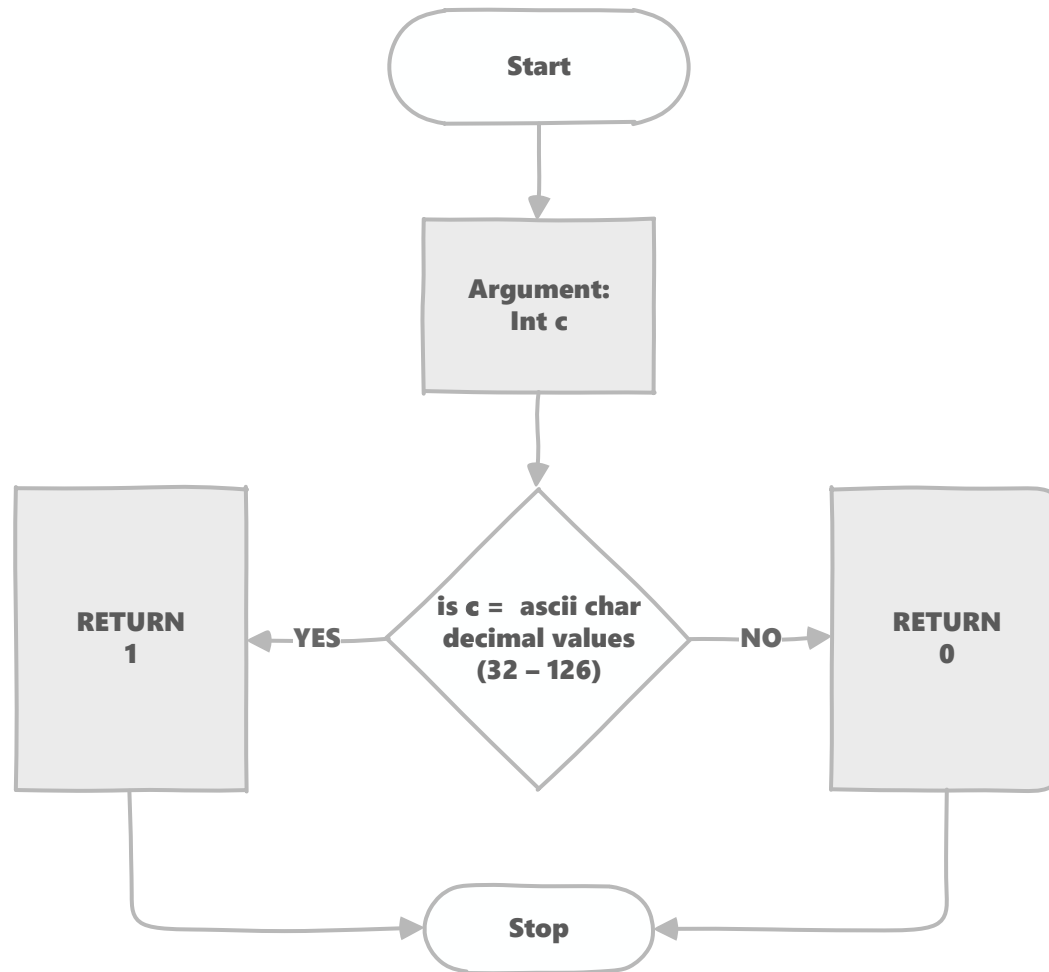 Start
Argument:
Int c
is c =  ascii char
decimal values
(32 – 126)
YES
NO
RETURN
1
RETURN
0
Stop